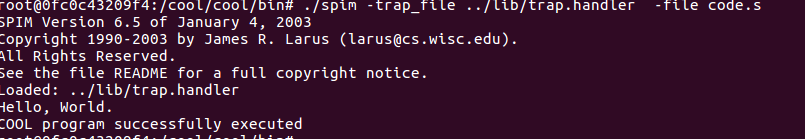 root@0fc0c43209f4:/cool/cool/bin# ./spim -trap_file ../lib/trap.handler  -file code.s
SPIM Version 6.5 of January 4, 2003
Copyright 1990-2003 by James R. Larus (larus@cs.wisc.edu).
All Rights Reserved.
See the file README for a full copyright notice.
Loaded: ../lib/trap.handler
Hello, World.
COOL program successfully executed
root@0fc0c43209f4:/cool/cool/bin#